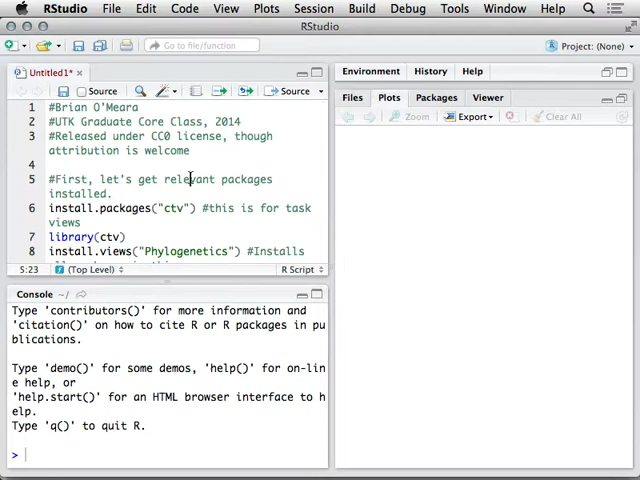 RStudio File Edit Code View Plots Session Build Debug Tools Window Help
RStudio
Go to file/function
Project: (None)
Untitled1*
Source
Source
1 #Brian O'Meara
2 #UTK Graduate Core Class, 2014
3 #Released under CC0 license, though
attribution is welcome
4
5 #First, let's get relevant packages
installed.
6 install.packages("ctv") #this is for task
views
7 library(ctv)
8 install.views("Phylogenetics") #Installs
5:23 (Top Level) R Script
Console ~/
Type 'contributors()' for more information and
'citation()' on how to cite R or R packages in pu
blications.
Type 'demo()' for some demos, 'help()' for on-lin
e help, or
'help.start()' for an HTML browser interface to h
elp.
Type 'q()' to quit R.
>
Environment History Help
Files Plots Packages Viewer
Zoom Export Clear All